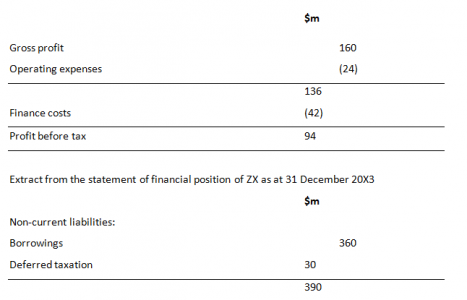 $m
Gross profit 160
Operating expenses (24)
136
Finance costs (42)
Profit before tax 94
Extract from the statement of financial position of ZX as at 31 December 20X3
$m
Non-current liabilities:
Borrowings 360
Deferred taxation 30
390